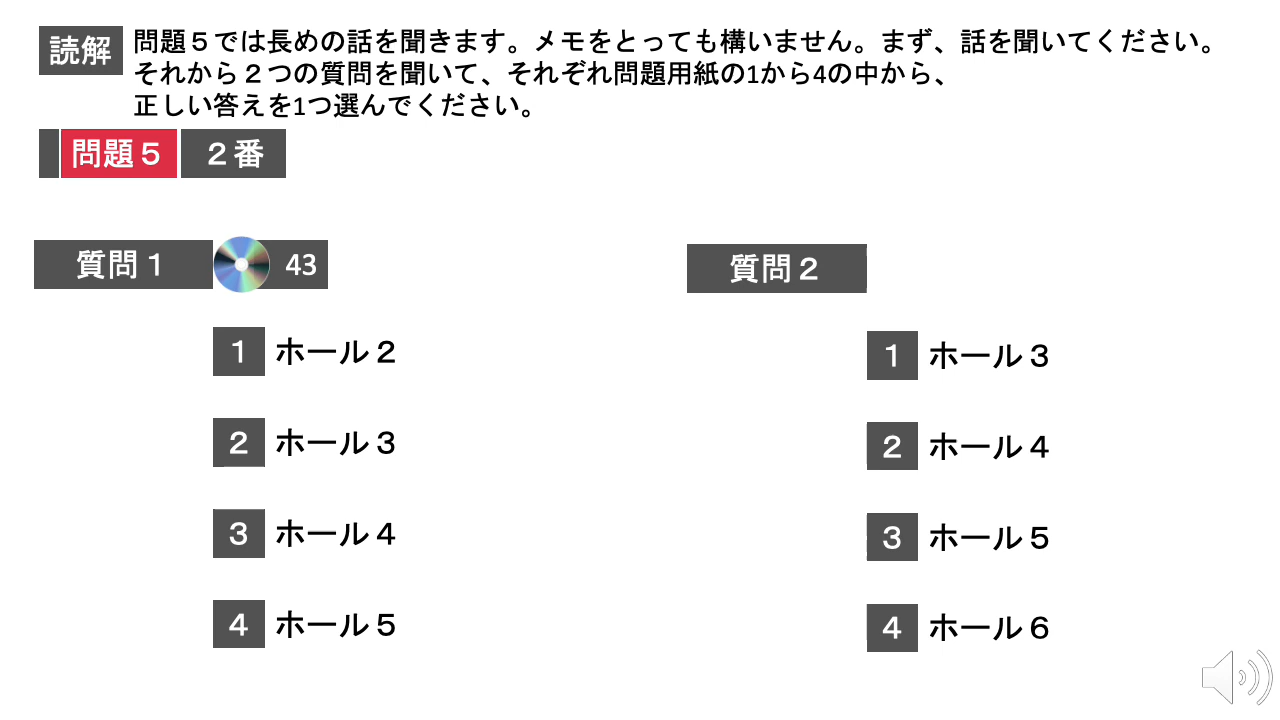 読解
問題５では長めの話を聞きます。メモをとっても構いません。まず、話を聞いてください。
それから２つの質問を聞いて、それぞれ問題用紙の1から4の中から、
正しい答えを1つ選んでください。
問題５ ２番
質問１ 43
1 ホール２
2 ホール３
3 ホール４
4 ホール５
質問２
1 ホール３
2 ホール４
3 ホール５
4 ホール６